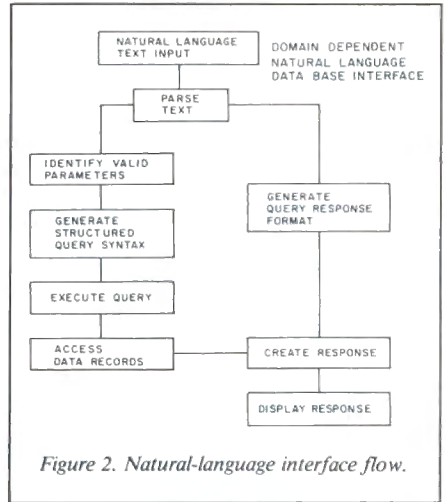 NATURAL LANGUAGE
TEXT INPUT
DOMAIN DEPENDENT
NATURAL LANGUAGE
DATA BASE INTERFACE
PARSE
TEXT
IDENTIFY VALID
PARAMETERS
GENERATE
STRUCTURED
QUERY SYNTAX
GENERATE
QUERY RESPONSE
FORMAT
EXECUTE QUERY
ACCESS
DATA RECORDS
CREATE RESPONSE
DISPLAY RESPONSE
Figure 2. Natural-language interface flow.